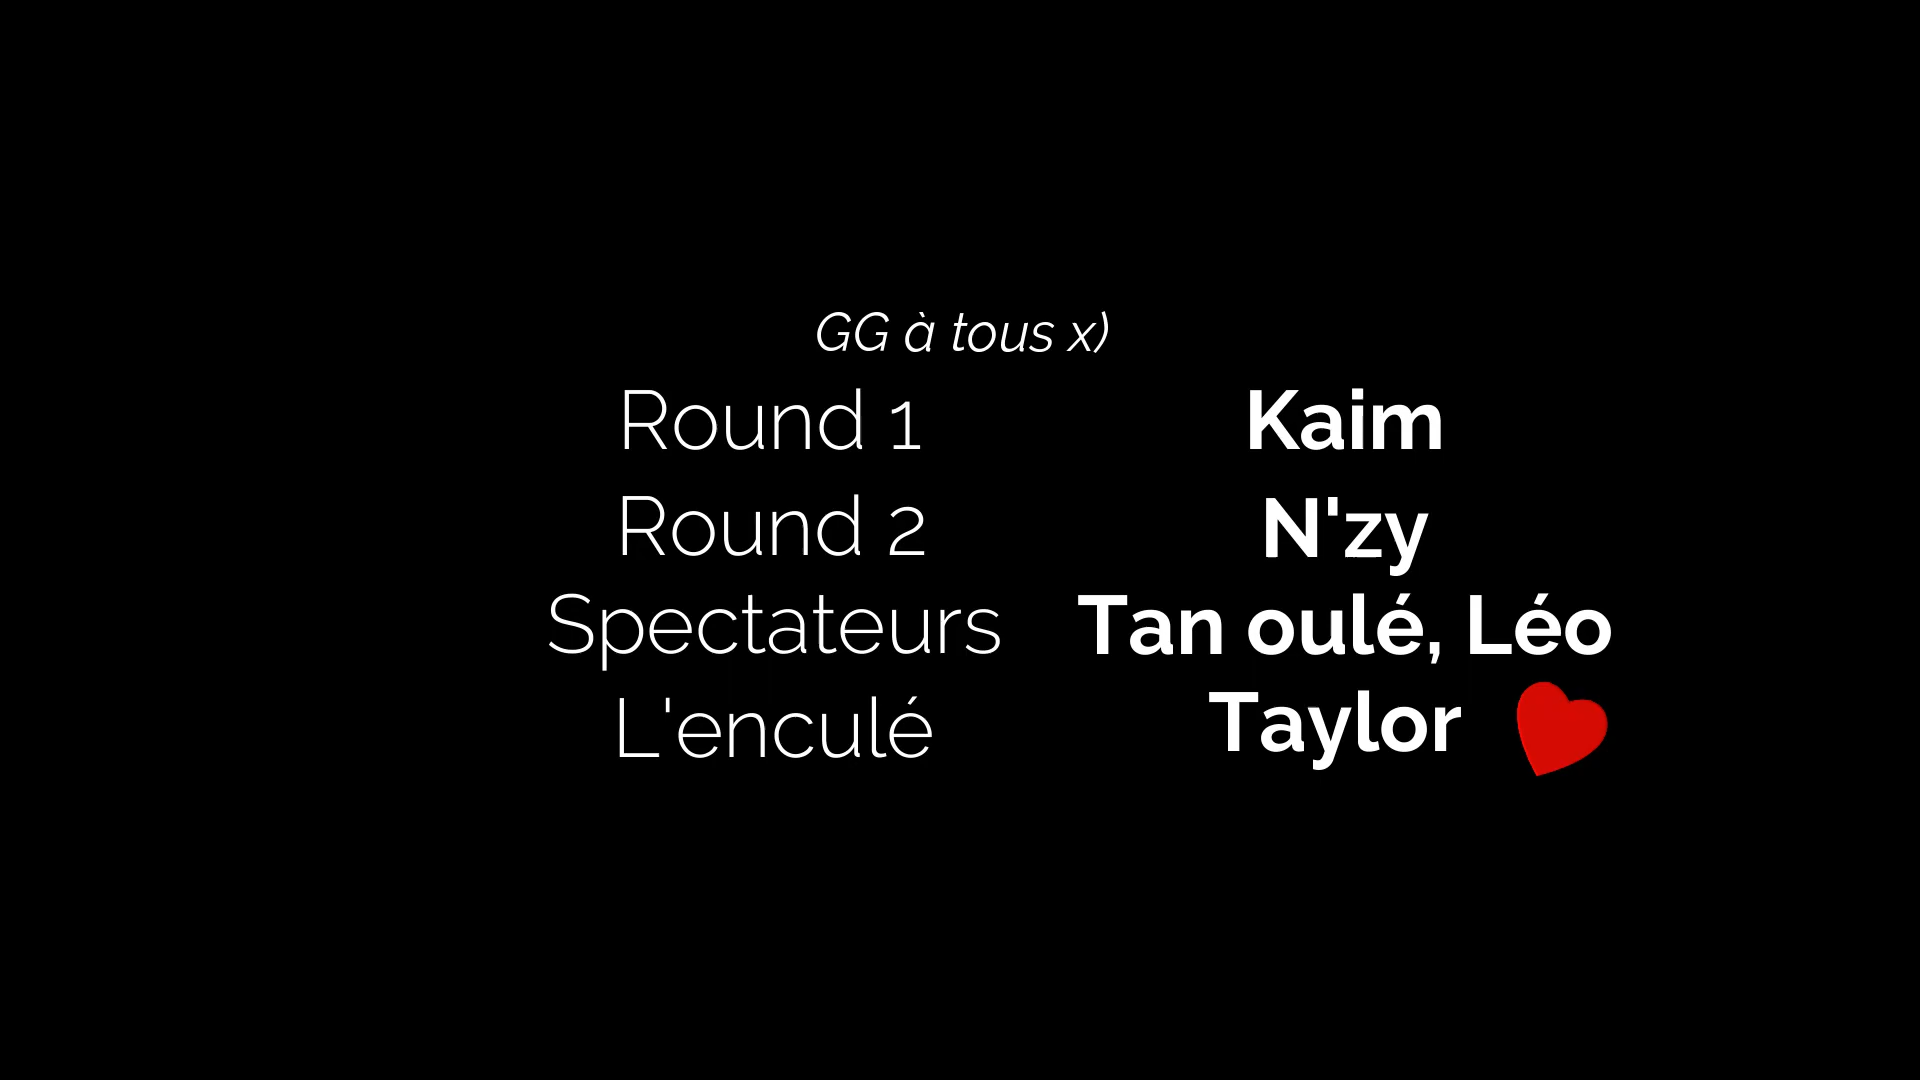 GG à tous x)
Round 1 Kaim
Round 2 N'zy
Spectateurs Tan oulé, Léo
L'enculé Taylor